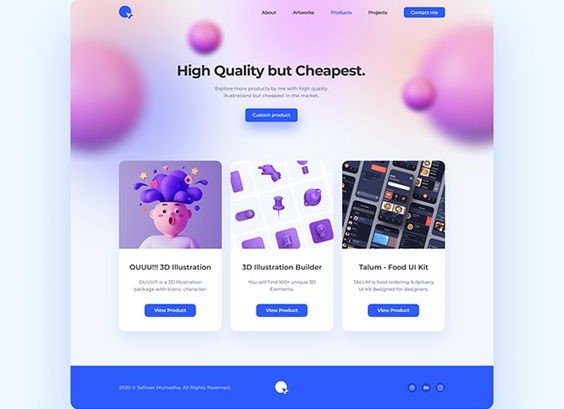 About Artworks Products Projects Contact me
High Quality but Cheapest.
Explore more products by me with high quality
illustrations but cheapest in the market.
Custom product
OUUU!!! 3D Illustration
OUUU!!! is a 3D Illustration
package with iconic character.
View Product
3D Illustration Builder
You will find 100+ unique 3D
Elements.
View Product
Talum - Food UI Kit
TALUM is food ordering & delivery
UI kit designed for designers.
View Product
2020 © Safwan Murtadho. All Rights Reserved.
Bē